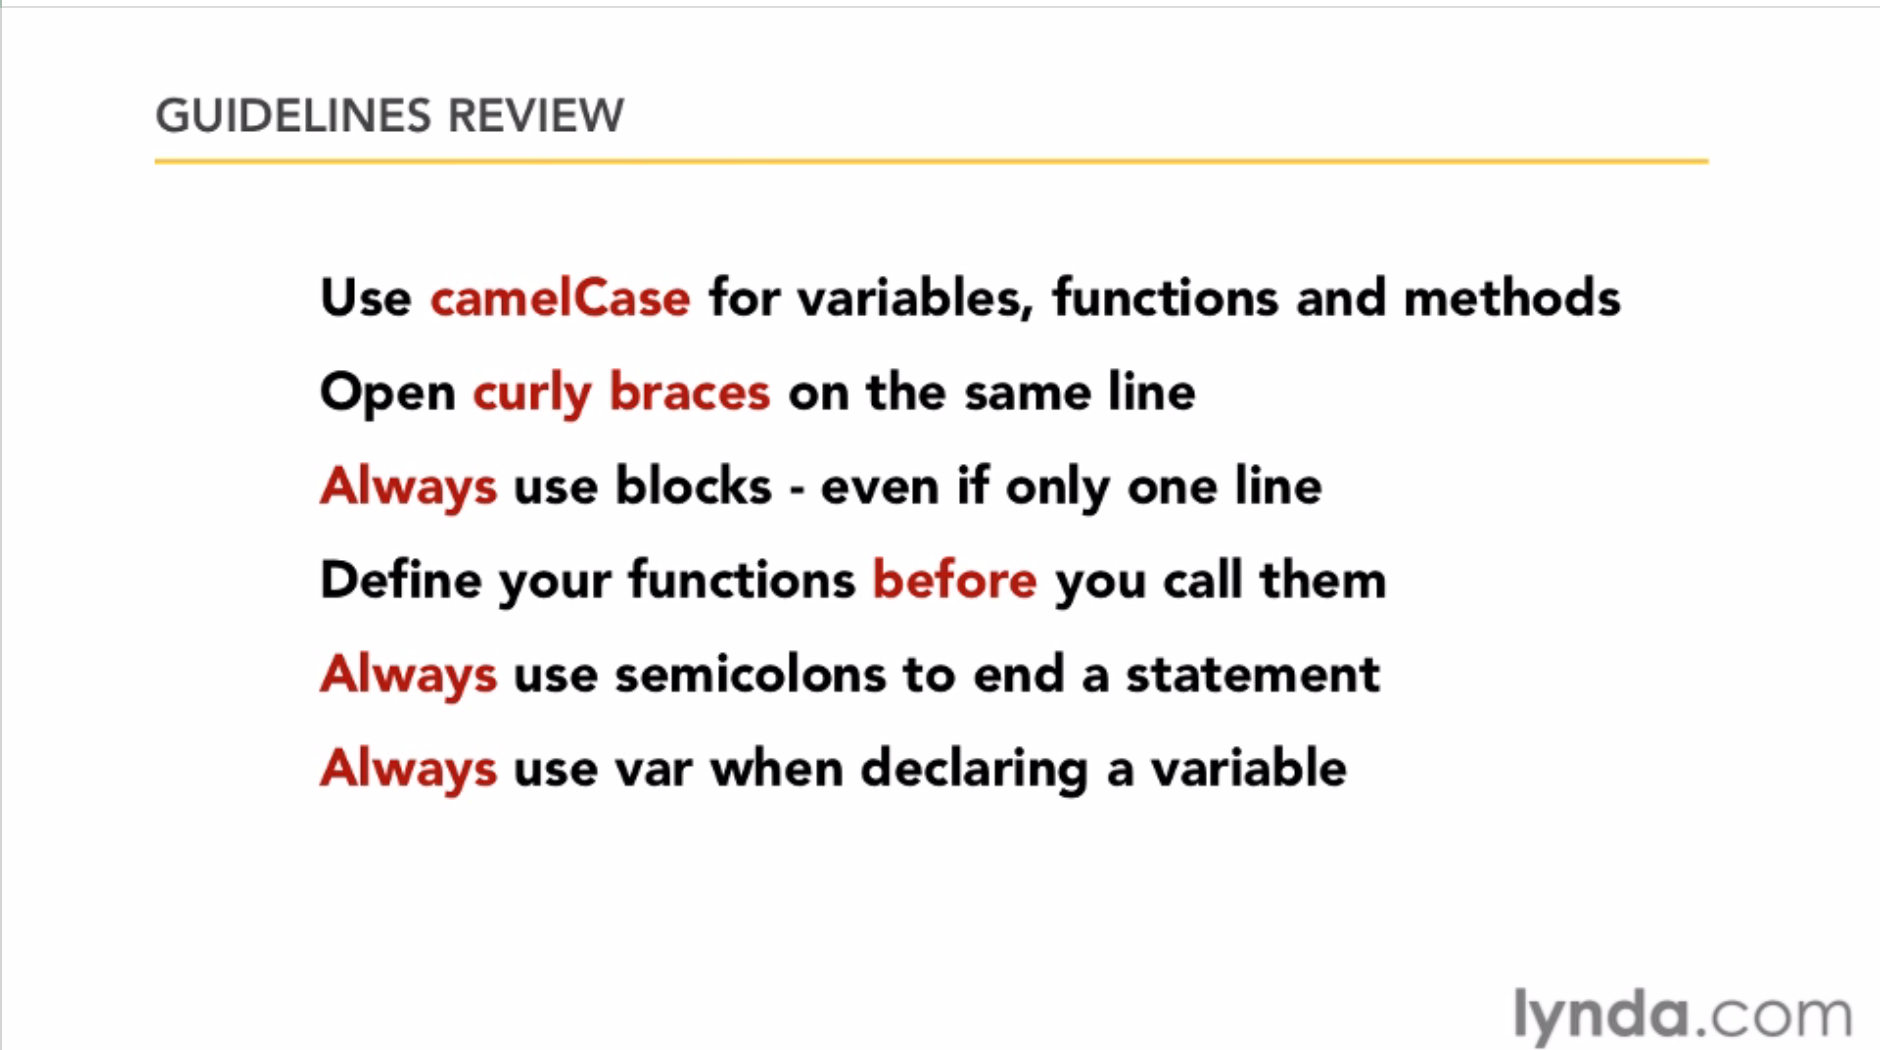 GUIDELINES REVIEW
Use camelCase for variables, functions and methods
Open curly braces on the same line
Always use blocks - even if only one line
Define your functions before you call them
Always use semicolons to end a statement
Always use var when declaring a variable
lynda.com